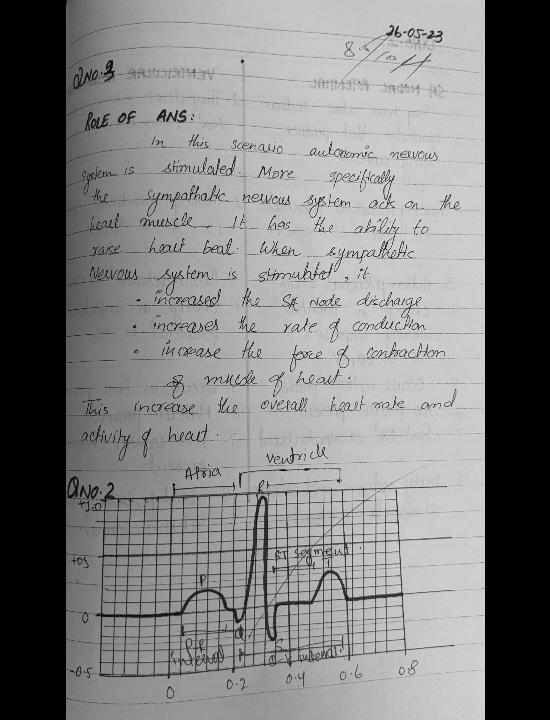 26-05-23
8.5/10
QNO.3
ROLE OF ANS:
In this scenario autonomic nervous
system is stimulated. More specifically
the sympathatic nervous system ack on the
heart muscle. It has the ability to
raise heart beat. When sympathetic
Nervous system is stimulated, it
• increased the SA Node discharge
• increases the rate of conduction
• increase the force of contraction
of muscle of heart.
This increase the overall heart rate and
activity of heart.
QNO.2
Atria
Ventricle
+1.0
R
+05
ST segment
P
T
0
Q
S
P-R
interval
interval
-0.5
0
0.2
0.4
0.6
0.8